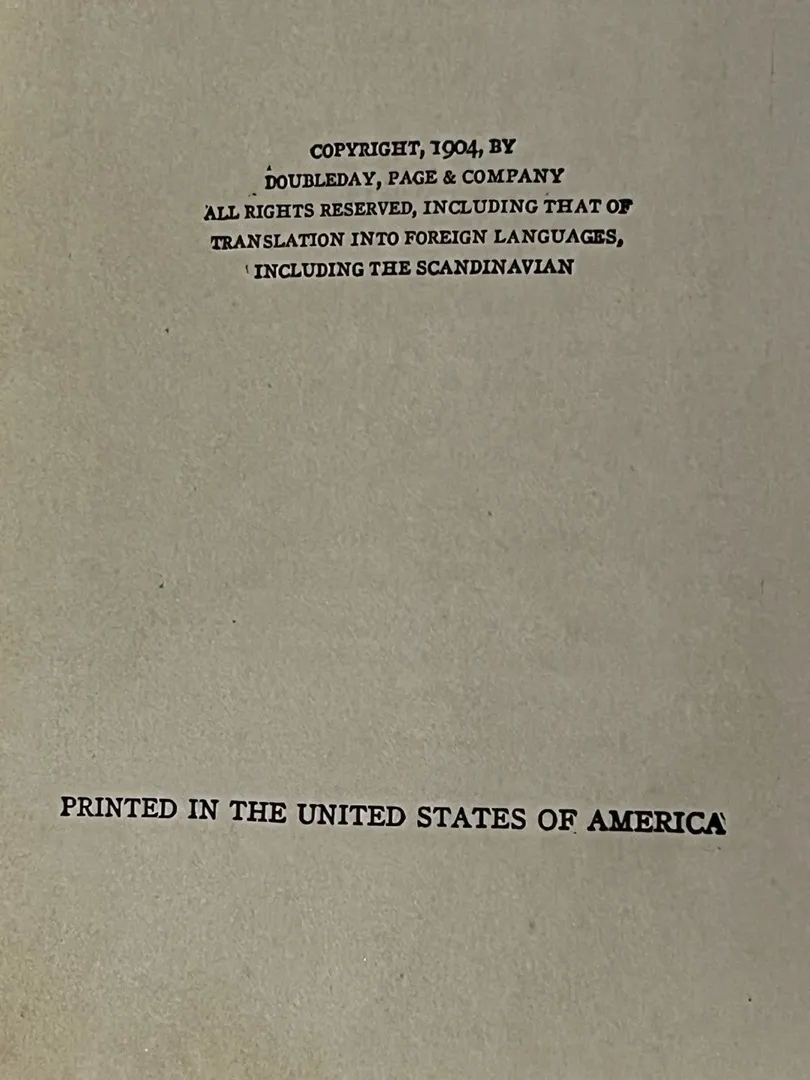 COPYRIGHT, 1904, BY
DOUBLEDAY, PAGE & COMPANY
ALL RIGHTS RESERVED, INCLUDING THAT OF
TRANSLATION INTO FOREIGN LANGUAGES,
INCLUDING THE SCANDINAVIAN
PRINTED IN THE UNITED STATES OF AMERICA